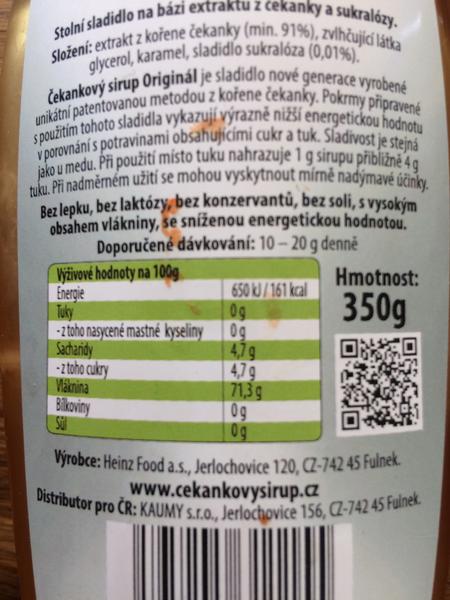 Stolní sladidlo na bázi extraktu z čekanky a sukralózy.
Složení: extrakt z kořene čekanky (min. 91%), zvlhčující látka
glycerol, karamel, sladidlo sukralóza (0,01%).
Čekankový sirup Originál je sladidlo nové generace vyrobené
unikátní patentovanou metodou z kořene čekanky. Pokrmy připravené
s použitím tohoto sladidla vykazují výrazně nižší energetickou hodnotu
v porovnání s potravinami obsahujícími cukr a tuk. Sladivost je stejná
jako u medu. Při použití místo tuku nahrazuje 1 g sirupu přibližně 4 g
tuku. Při nadměrném užití se mohou vyskytnout mírně nadýmavé účinky.
Bez lepku, bez laktózy, bez konzervantů, bez soli, s vysokým
obsahem vlákniny, se sníženou energetickou hodnotou.
Doporučené dávkování: 10 – 20 g denně
Výživové hodnoty na 100g
Energie 650 kJ / 161 kcal
Tuky 0 g
- z toho nasycené mastné kyseliny 0 g
Sacharidy 4,7 g
- z toho cukry 4,7 g
Vláknina 71,3 g
Bílkoviny 0 g
Sůl 0 g
Hmotnost:
350g
Výrobce: Heinz Food a.s., Jerlochovice 120, CZ-742 45 Fulnek.
www.cekankovysirup.cz
Distributor pro ČR: KAUMY s.r.o., Jerlochovice 156, CZ-742 45 Fulnek.